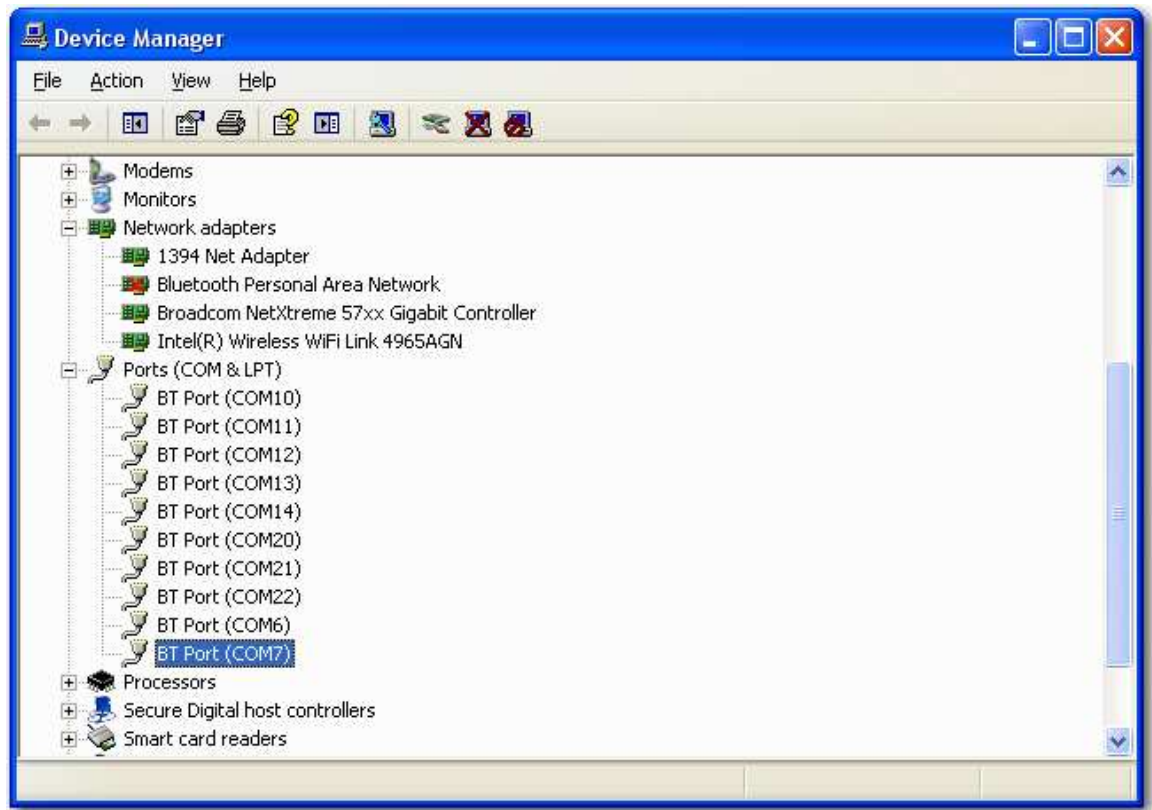 Device Manager
File Action View Help
Modems
Monitors
Network adapters
1394 Net Adapter
Bluetooth Personal Area Network
Broadcom NetXtreme 57xx Gigabit Controller
Intel(R) Wireless WiFi Link 4965AGN
Ports (COM & LPT)
BT Port (COM10)
BT Port (COM11)
BT Port (COM12)
BT Port (COM13)
BT Port (COM14)
BT Port (COM20)
BT Port (COM21)
BT Port (COM22)
BT Port (COM6)
BT Port (COM7)
Processors
Secure Digital host controllers
Smart card readers